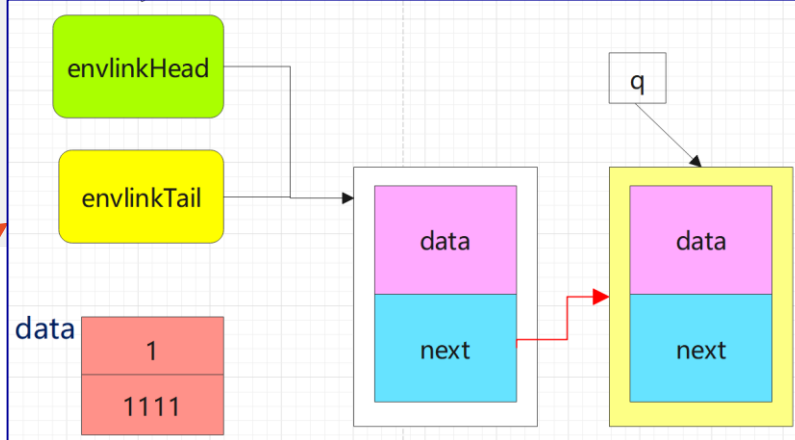 envlinkHead
q
envlinkTail
data
data
data
1
next
next
1111